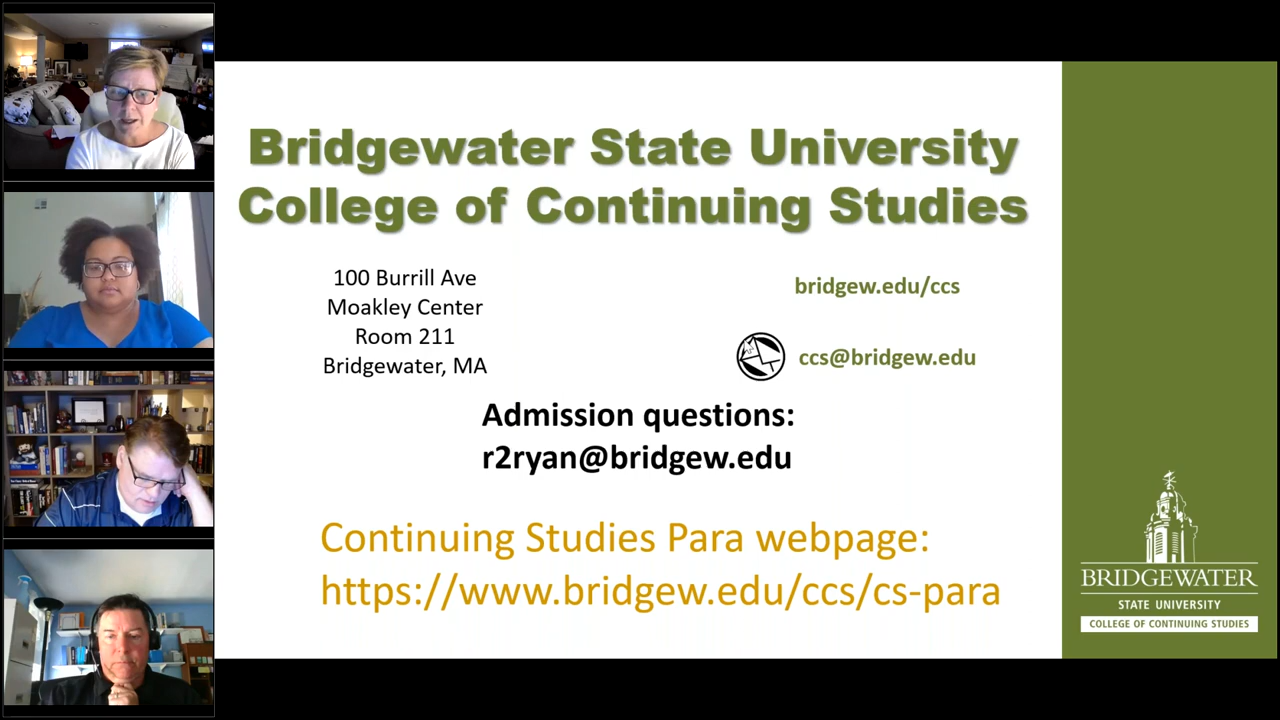 Bridgewater State University
College of Continuing Studies
100 Burrill Ave
Moakley Center
Room 211
Bridgewater, MA
bridgew.edu/ccs
ccs@bridgew.edu
Admission questions:
r2ryan@bridgew.edu
Continuing Studies Para webpage:
https://www.bridgew.edu/ccs/cs-para
BRIDGEWATER
STATE UNIVERSITY
COLLEGE OF CONTINUING STUDIES